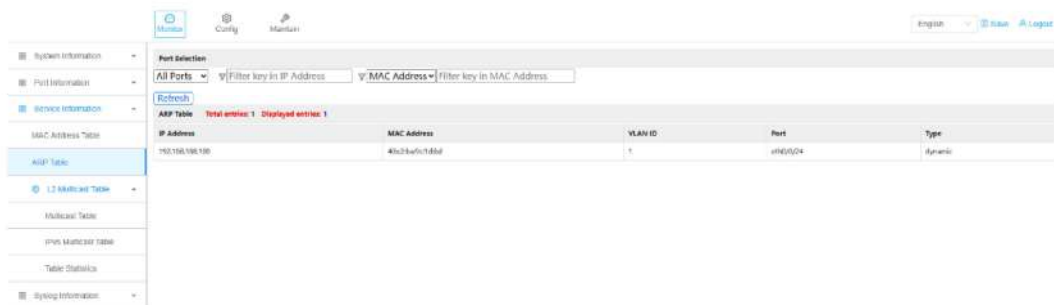 Monitor Config Maintain
English Save Logout
System Information
Port Information
Service Information
MAC Address Table
ARP Table
L2 Multicast Table
Multicast Table
IPV6 Multicast Table
Table Statistics
Syslog Information
Port Selection
All Ports Filter key in IP Address MAC Address Filter key in MAC Address
Refresh
ARP Table Total entries: 1 Displayed entries: 1
IP Address MAC Address VLAN ID Port Type
1 eth0/0/24 dynamic